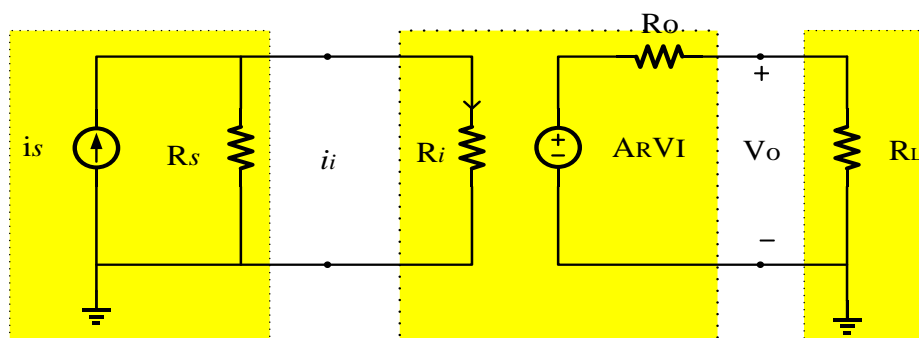 Ro
+
is
Rs
ii
Ri
+
−
ARVI
Vo
RL
−